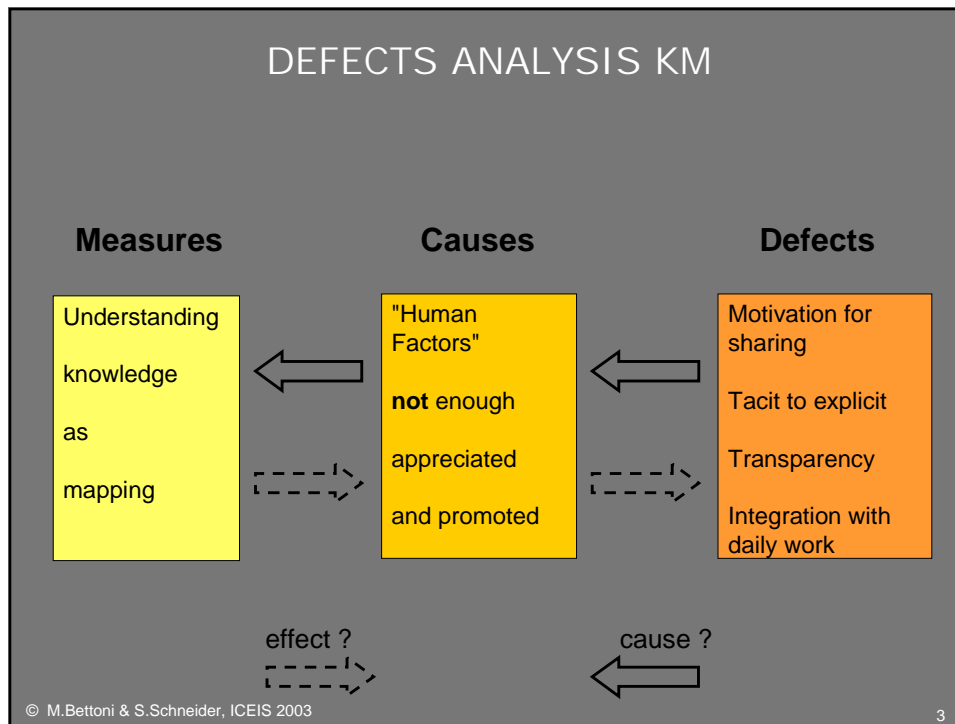 DEFECTS ANALYSIS KM
Measures
Causes
Defects
Understanding
knowledge
as
mapping
"Human
Factors"
not enough
appreciated
and promoted
Motivation for
sharing
Tacit to explicit
Transparency
Integration with
daily work
effect ?
cause ?
© M.Bettoni & S.Schneider, ICEIS 2003
3